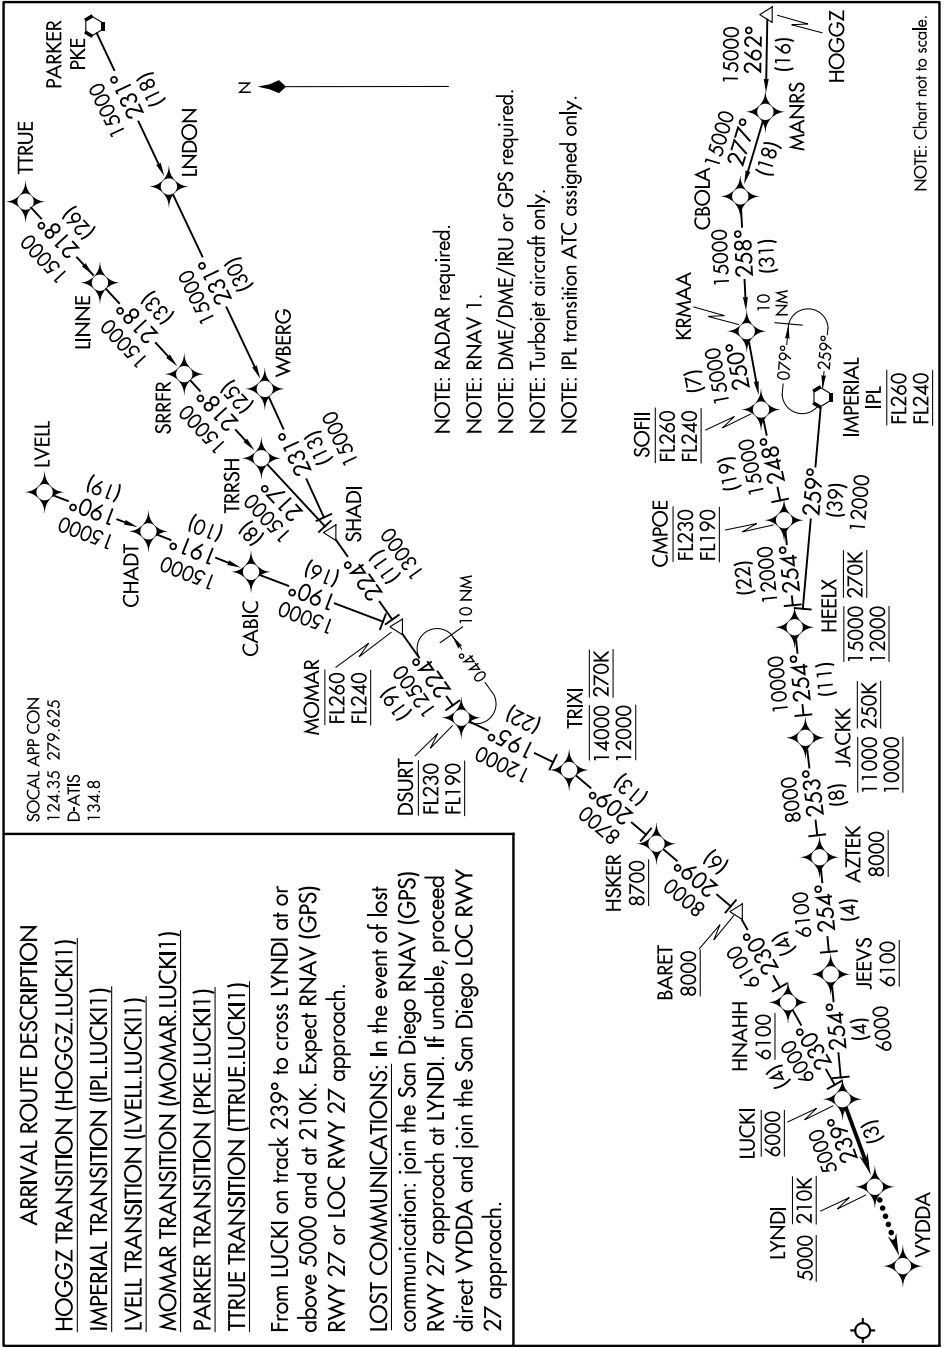 ARRIVAL ROUTE DESCRIPTION
HOGGZ TRANSITION (HOGGZ.LUCKI1)
IMPERIAL TRANSITION (IPL.LUCKI1)
LVELL TRANSITION (LVELL.LUCKI1)
MOMAR TRANSITION (MOMAR.LUCKI1)
PARKER TRANSITION (PKE.LUCKI1)
TTRUE TRANSITION (TTRUE.LUCKI1)
From LUCKI on track 239° to cross LYNDI at or
above 5000 and at 210K. Expect RNAV (GPS)
RWY 27 or LOC RWY 27 approach.
LOST COMMUNICATIONS: In the event of lost
communication: join the San Diego RNAV (GPS)
RWY 27 approach at LYNDI. If unable, proceed
direct VYDDA and join the San Diego LOC RWY
27 approach.
SOCAL APP CON
124.35 279.625
D-ATIS
134.8
LVELL
15000
190°
(19)
CHADT
15000
191°
(10)
CABIC
15000
190°
(16)
TTRUE
15000
218°
(26)
LINNE
15000
218°
(33)
SRRFR
15000
218°
(25)
TRRSH
15000
217°
(8)
PARKER
PKE
15000
231°
(18)
LNDON
15000
231°
(30)
WBERG
231°
(13)
15000
SHADI
224°
(11)
13000
MOMAR
FL260
FL240
12500
224°
(19)
10 NM
044°
DSURT
FL230
FL190
12000
195°
(22)
TRIXI
14000 270K
12000
8700
209°
(13)
HSKER
8700
8000
209°
(6)
BARET
8000
6100
230°
(4)
HNAHH
6100
6000
230°
(4)
N
NOTE: RADAR required.
NOTE: RNAV 1.
NOTE: DME/DME/IRU or GPS required.
NOTE: Turbojet aircraft only.
NOTE: IPL transition ATC assigned only.
HOGGZ
15000
262°
(16)
MANRS
15000
277°
(18)
CBOLA
15000
258°
(31)
KRMAA
15000
250°
(7)
SOFII
FL260
FL240
15000
248°
(19)
CMPOE
FL230
FL190
12000
254°
(22)
10
NM
079°
259°
IMPERIAL
IPL
FL260
FL240
259°
(39)
12000
HEELX
15000 270K
12000
10000
254°
(11)
JACKK
11000 250K
10000
8000
253°
(8)
AZTEK
8000
6100
254°
(4)
JEEVS
6100
254°
(4)
6000
LUCKI
6000
5000
239°
(3)
LYNDI
5000 210K
VYDDA
NOTE: Chart not to scale.